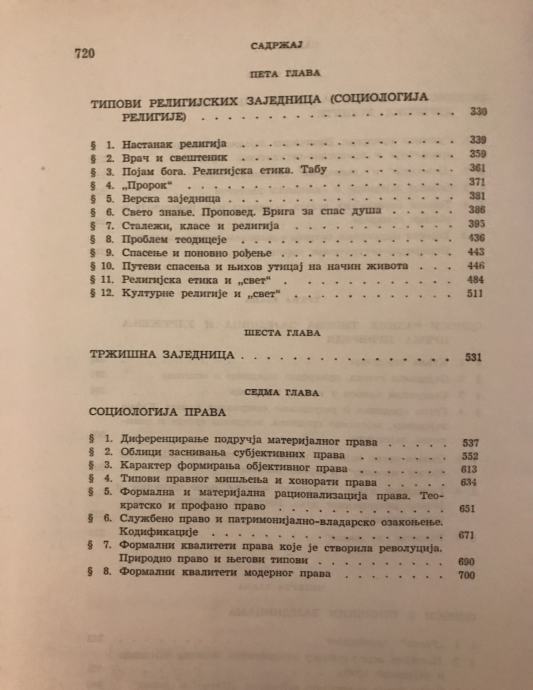 720
САДРЖАЈ
ПЕТА ГЛАВА
ТИПОВИ РЕЛИГИЈСКИХ ЗАЈЕДНИЦА (СОЦИОЛОГИЈА
РЕЛИГИЈЕ) . . . . . . . . . . . . . . . . 330
§ 1. Настанак религија . . . . . . . . . . . . . 339
§ 2. Врач и свештеник . . . . . . . . . . . . . 359
§ 3. Појам бога. Религијска етика. Табу . . . . . . . 361
§ 4. „Пророк“ . . . . . . . . . . . . . . . . 371
§ 5. Верска заједница . . . . . . . . . . . . . 381
§ 6. Свето знање. Проповед. Брига за спас душа . . . . 386
§ 7. Сталежи, класе и религија . . . . . . . . . . 395
§ 8. Проблем теодицеје . . . . . . . . . . . . 436
§ 9. Спасење и поновно рођење . . . . . . . . . . 443
§ 10. Путеви спасења и њихов утицај на начин живота . . . 446
§ 11. Религијска етика и „свет“ . . . . . . . . . . 484
§ 12. Културне религије и „свет“ . . . . . . . . . . 511
ШЕСТА ГЛАВА
ТРЖИШНА ЗАЈЕДНИЦА . . . . . . . . . . . . 531
СЕДМА ГЛАВА
СОЦИОЛОГИЈА ПРАВА
§ 1. Диференцирање подручја материјалног права . . . . . 537
§ 2. Облици заснивања субјективних права . . . . . . 552
§ 3. Карактер формирања објективног права . . . . . . 613
§ 4. Типови правног мишљења и хонорати права . . . . . 634
§ 5. Формална и материјална рационализација права. Тео-
кратско и профано право . . . . . . . . . . 651
§ 6. Службено право и патримонијално-владарско озакоњење.
Кодификације . . . . . . . . . . . . . . 671
§ 7. Формални квалитети права које је створила револуција.
Природно право и његови типови . . . . . . . . 690
§ 8. Формални квалитети модерног права . . . . . . . 700